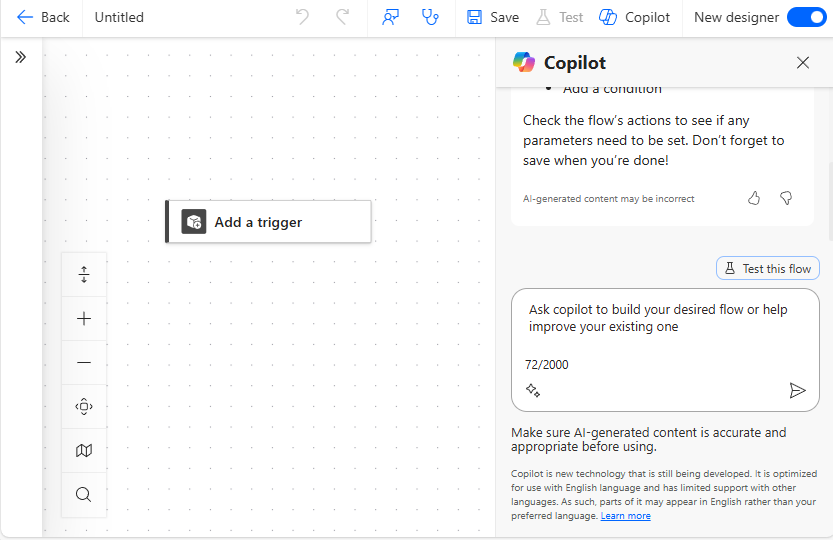 Back
Untitled
Save
Test
Copilot
New designer
Add a trigger
Copilot
Add a condition
Check the flow's actions to see if any
parameters need to be set. Don't forget to
save when you're done!
AI-generated content may be incorrect
Test this flow
Ask copilot to build your desired flow or help
improve your existing one
72/2000
Make sure AI-generated content is accurate and
appropriate before using.
Copilot is new technology that is still being developed. It is optimized
for use with English language and has limited support with other
languages. As such, parts of it may appear in English rather than your
preferred language. Learn more